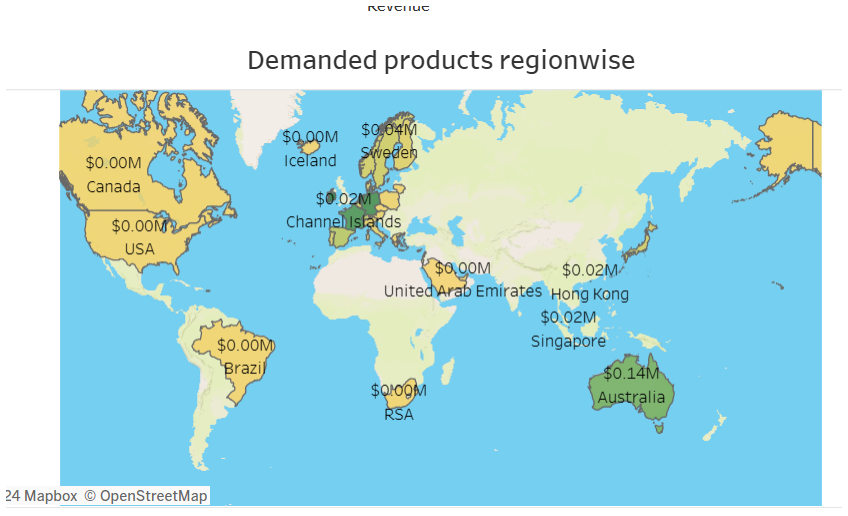 Revenue
Demanded products regionwise
$0.00M
Iceland
$0.04M
Sweden
$0.00M
Canada
$0.02M
Channel Islands
$0.00M
USA
$0.00M
United Arab Emirates
$0.02M
Hong Kong
$0.02M
Singapore
$0.00M
Brazil
$0.00M
RSA
$0.14M
Australia
24 Mapbox © OpenStreetMap